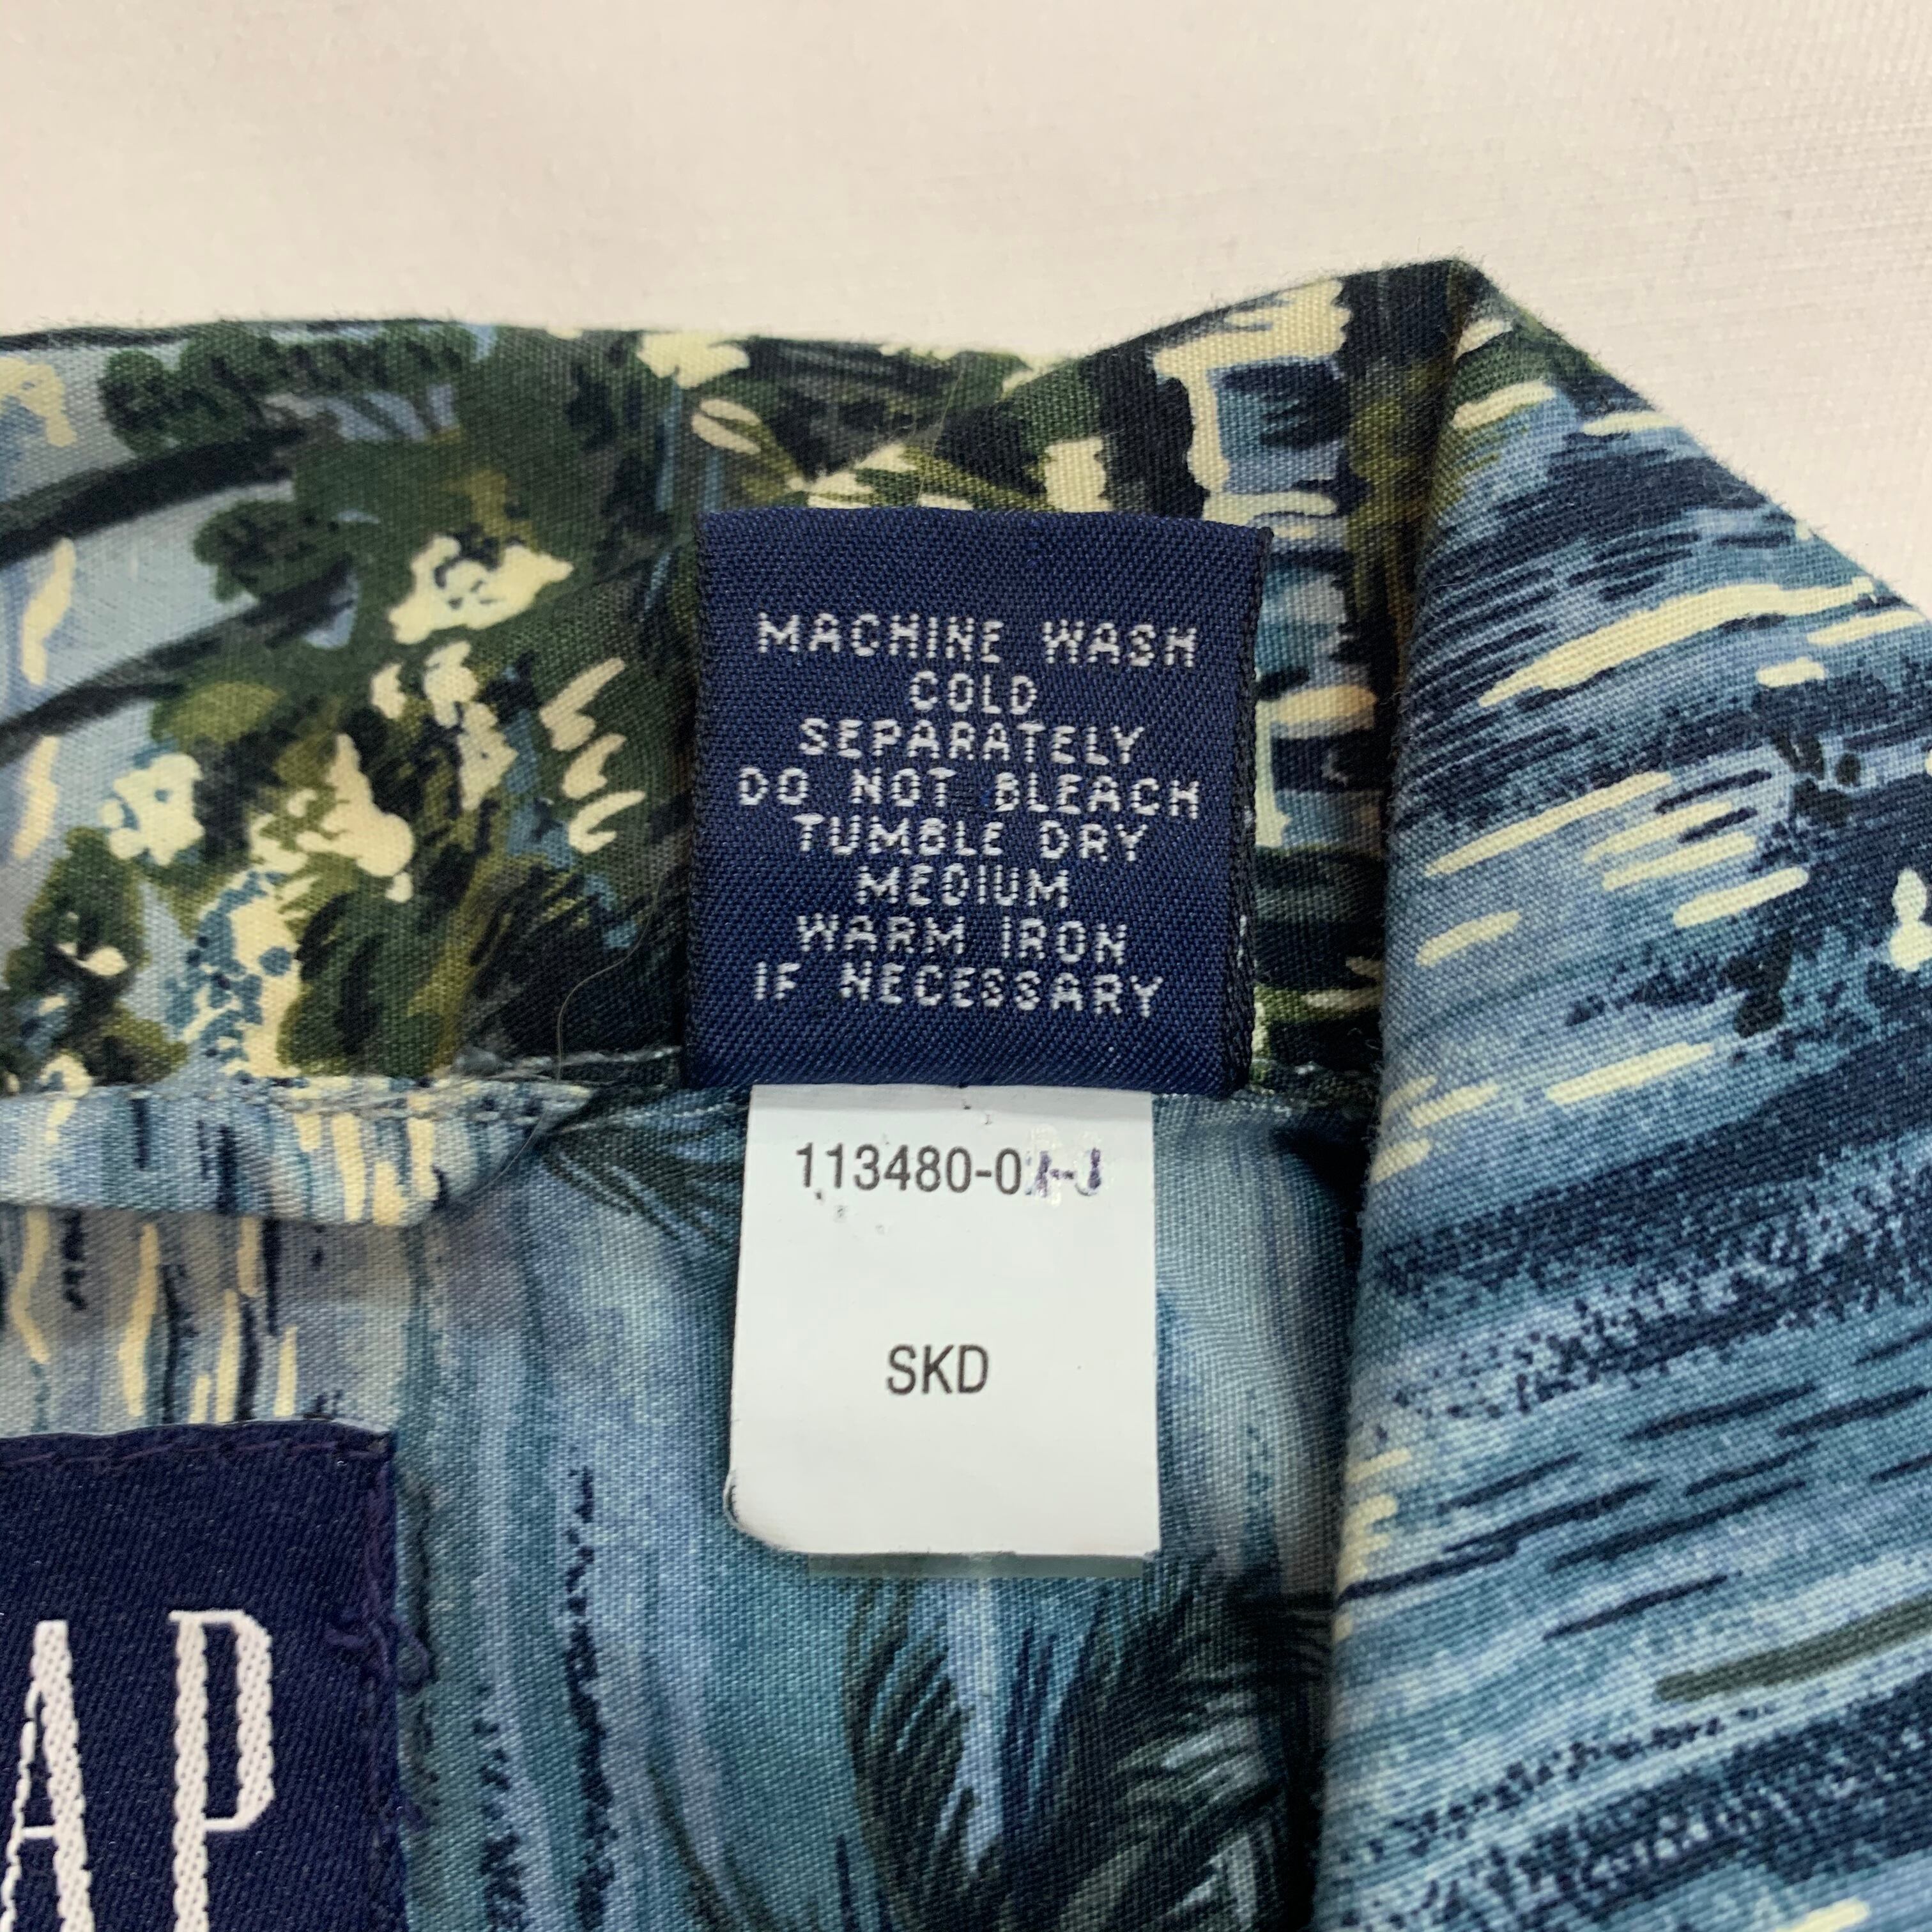 MACHINE WASH
COLD
SEPARATELY
DO NOT BLEACH
TUMBLE DRY
MEDIUM
WARM IRON
IF NECESSARY
SKD
AP